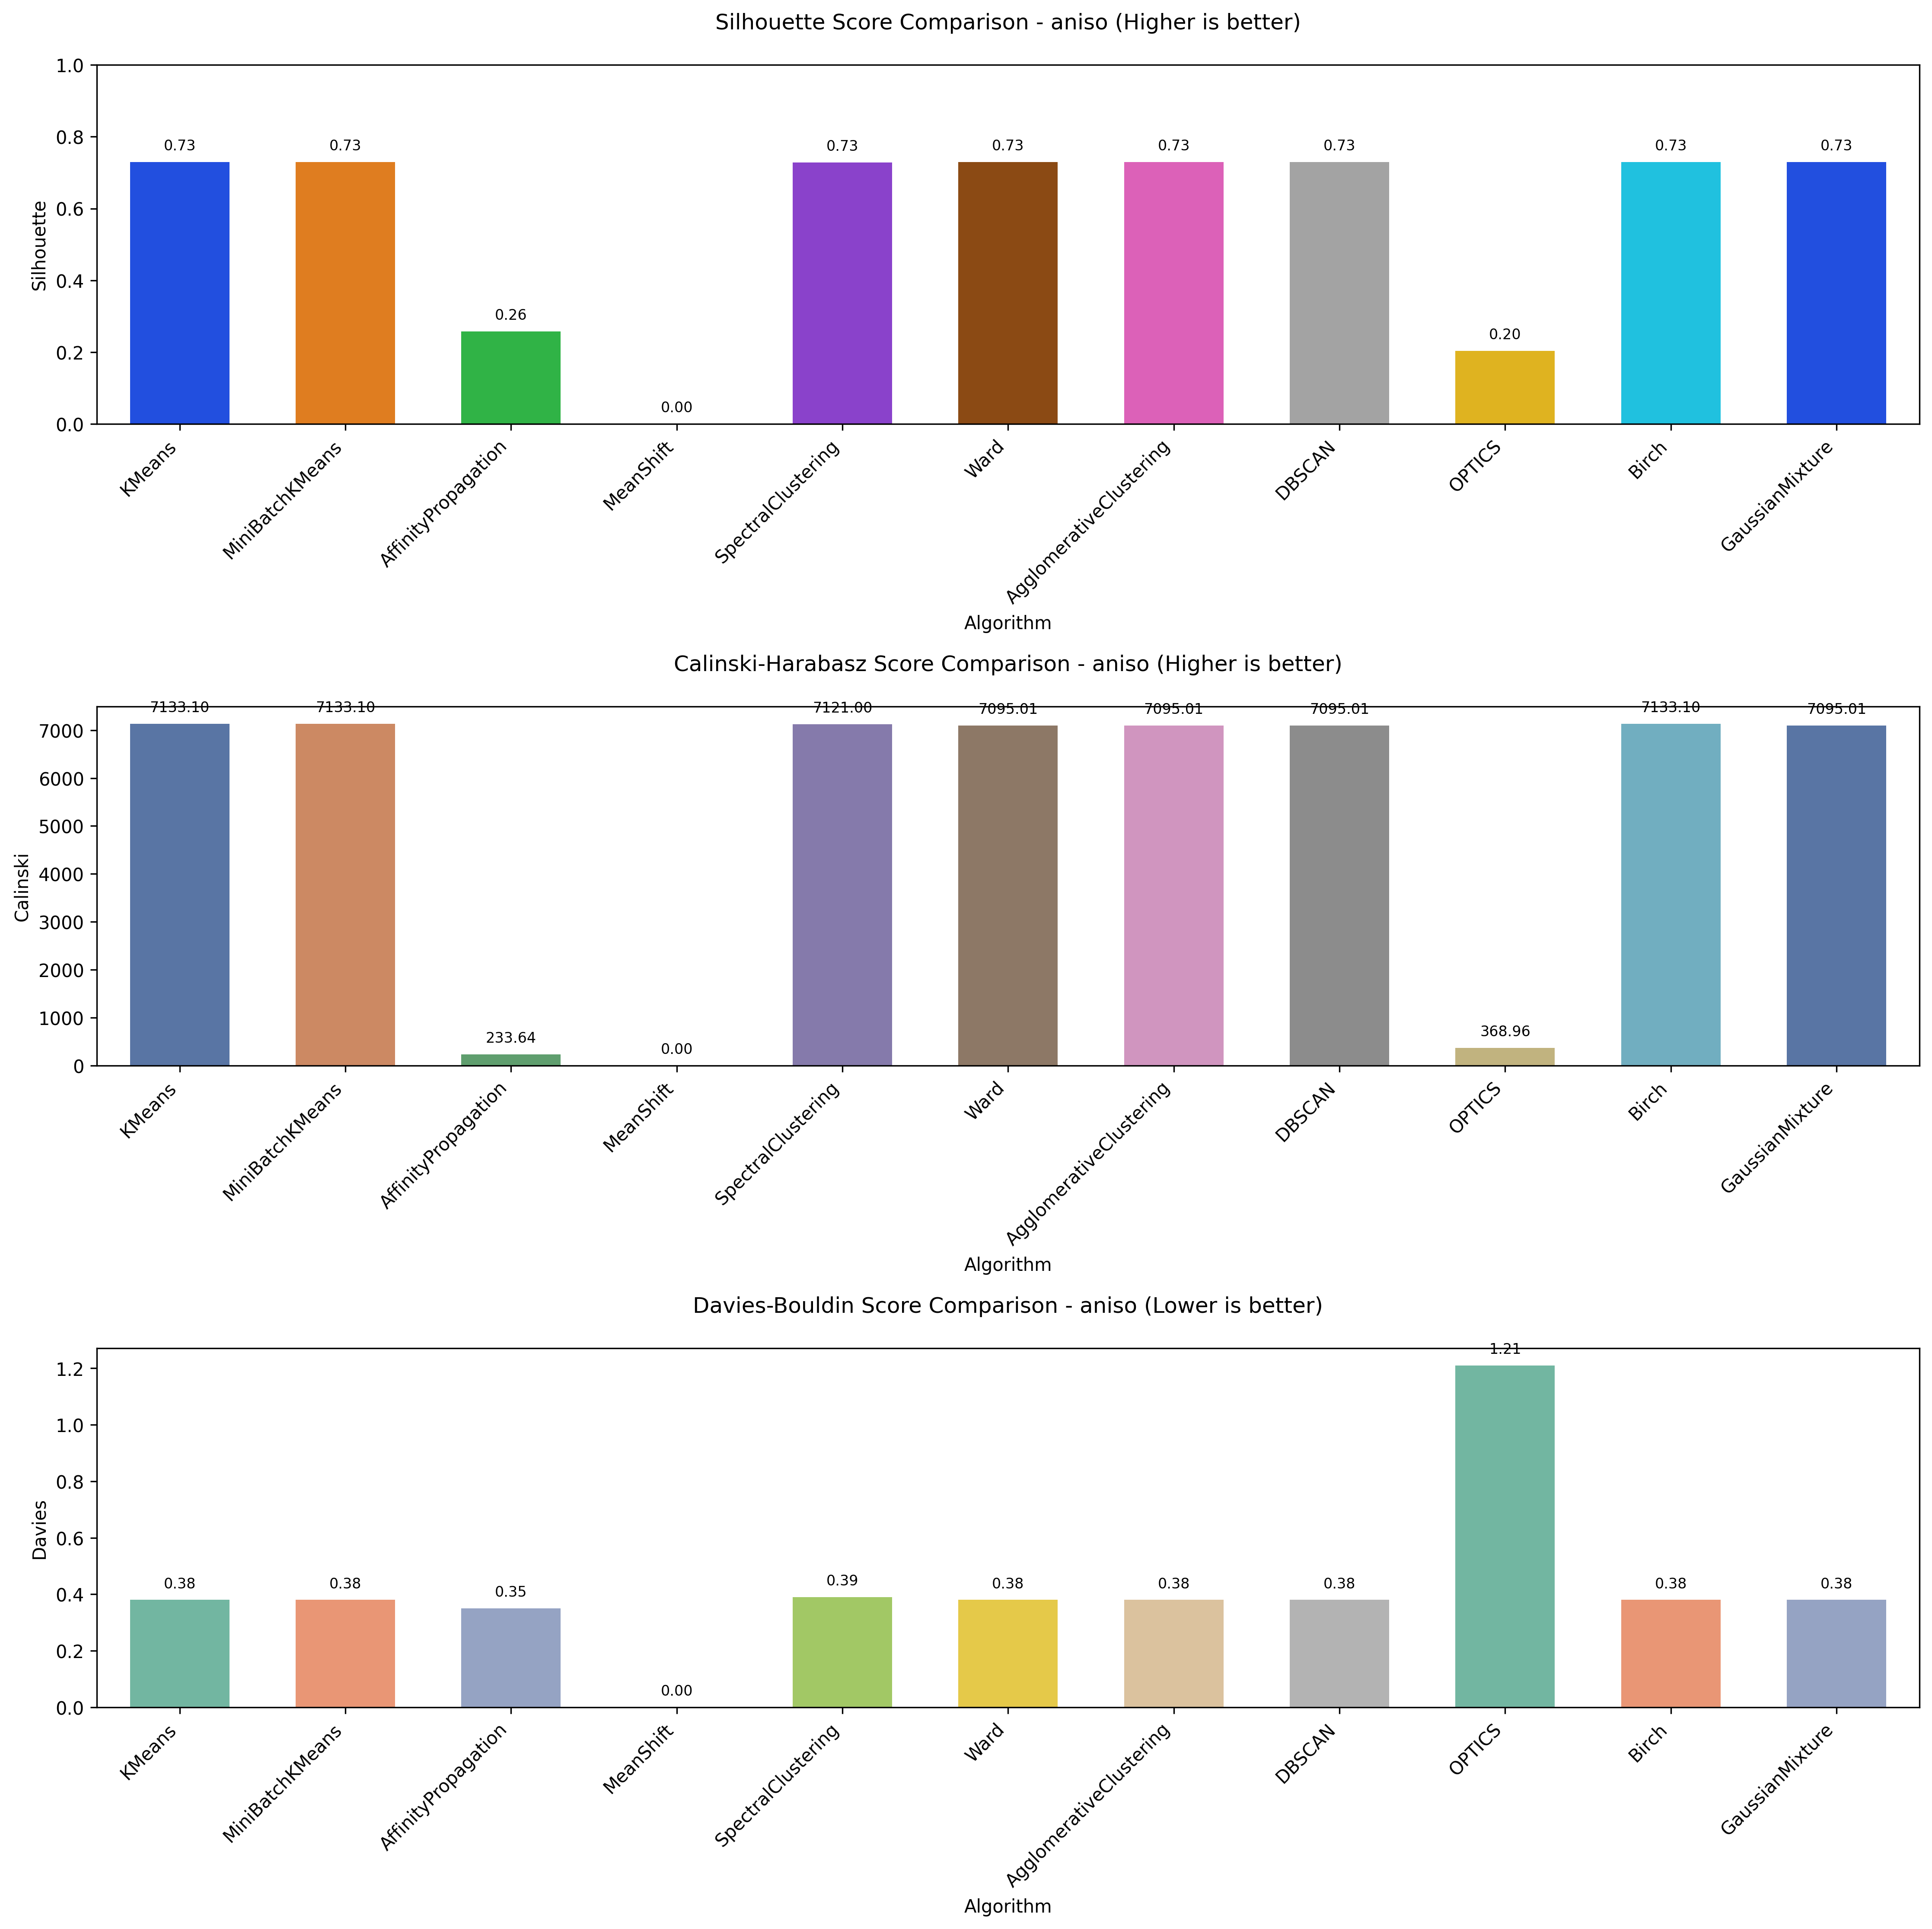 Silhouette Score Comparison - aniso (Higher is better)
1.0
0.8
0.6
0.4
0.2
0.0
Silhouette
0.73
0.73
0.26
0.00
0.73
0.73
0.73
0.73
0.20
0.73
0.73
KMeans
MiniBatchKMeans
AffinityPropagation
MeanShift
SpectralClustering
Ward
AgglomerativeClustering
DBSCAN
OPTICS
Birch
GaussianMixture
Algorithm
Calinski-Harabasz Score Comparison - aniso (Higher is better)
7000
6000
5000
4000
3000
2000
1000
0
Calinski
7133.10
7133.10
233.64
0.00
7121.00
7095.01
7095.01
7095.01
368.96
7133.10
7095.01
KMeans
MiniBatchKMeans
AffinityPropagation
MeanShift
SpectralClustering
Ward
AgglomerativeClustering
DBSCAN
OPTICS
Birch
GaussianMixture
Algorithm
Davies-Bouldin Score Comparison - aniso (Lower is better)
1.2
1.0
0.8
0.6
0.4
0.2
0.0
Davies
0.38
0.38
0.35
0.00
0.39
0.38
0.38
0.38
1.21
0.38
0.38
KMeans
MiniBatchKMeans
AffinityPropagation
MeanShift
SpectralClustering
Ward
AgglomerativeClustering
DBSCAN
OPTICS
Birch
GaussianMixture
Algorithm